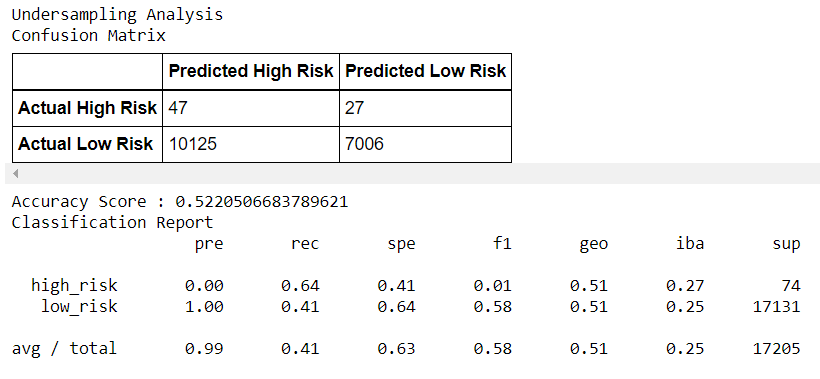 Undersampling Analysis
Confusion Matrix
Predicted High Risk Predicted Low Risk
Actual High Risk 47 27
Actual Low Risk 10125 7006
Accuracy Score : 0.5220506683789621
Classification Report
pre rec spe f1 geo iba sup
high_risk 0.00 0.64 0.41 0.01 0.51 0.27 74
low_risk 1.00 0.41 0.64 0.58 0.51 0.25 17131
avg / total 0.99 0.41 0.63 0.58 0.51 0.25 17205